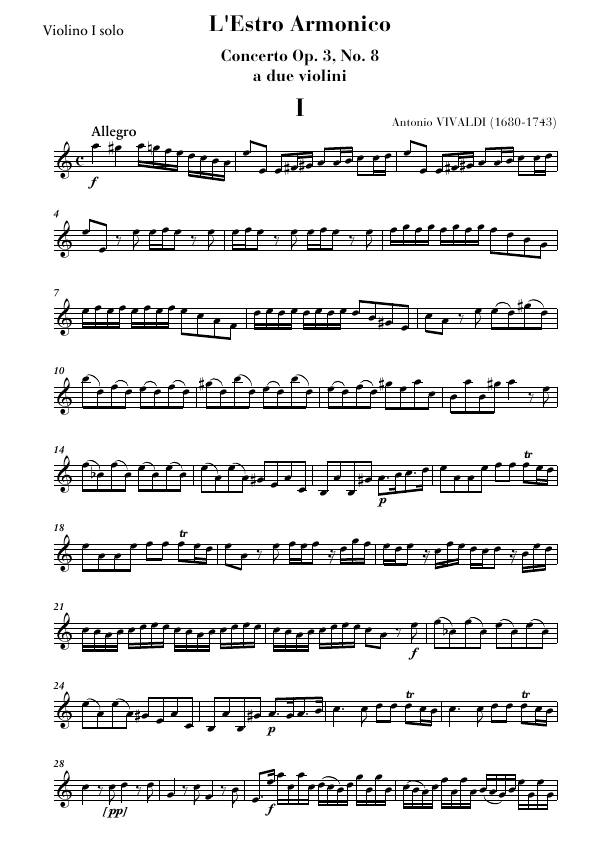 L'Estro Armonico
Violino I solo
Concerto Op. 3, No. 8
a due violini
I
Antonio VIVALDI (1680-1743)
Allegro
f
4
7
10
14
tr
p
18
tr
21
f
24
tr tr
p
28
[pp]
f